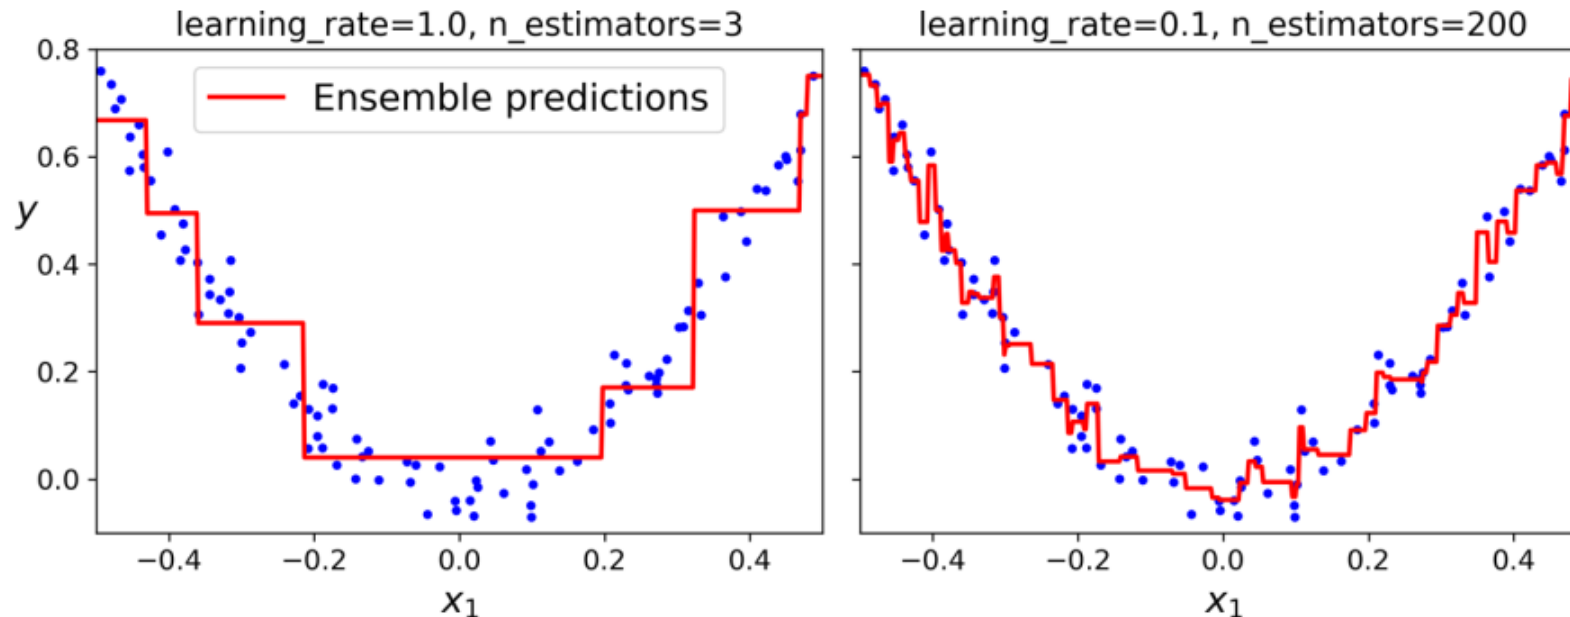 learning_rate=1.0, n_estimators=3
learning_rate=0.1, n_estimators=200
Ensemble predictions
y
0.8
0.6
0.4
0.2
0.0
−0.4 −0.2 0.0 0.2 0.4
−0.4 −0.2 0.0 0.2 0.4
x₁
x₁